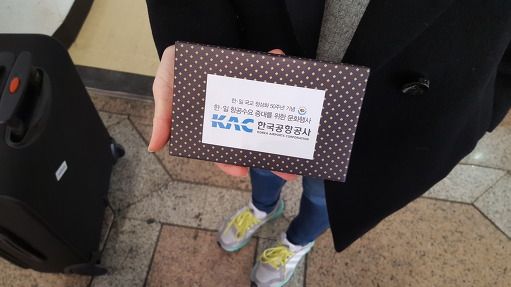 한·일 국교 정상화 50주년 기념
한·일 항공수요 증대를 위한 문화행사
KAC 한국공항공사
KOREA AIRPORTS CORPORATION